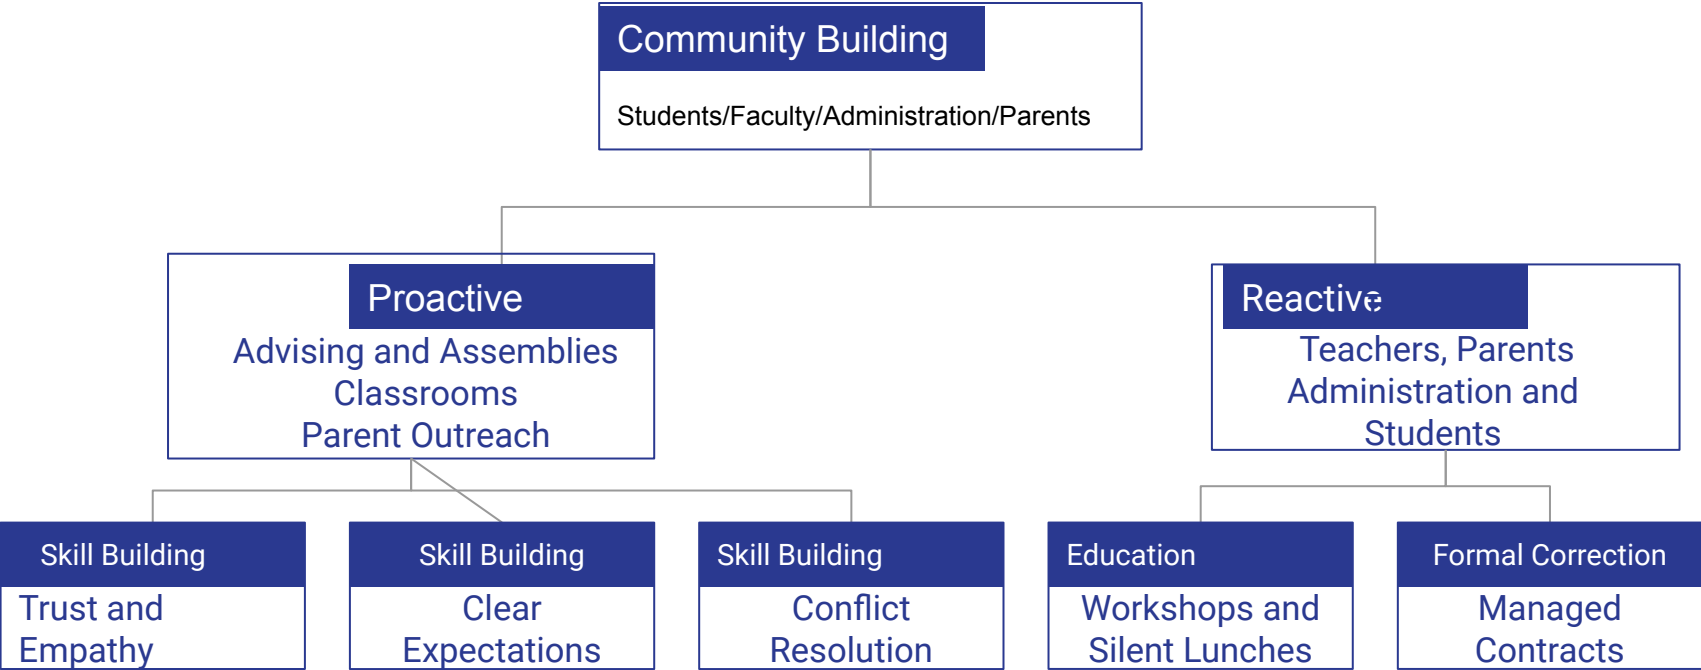 Community Building
Students/Faculty/Administration/Parents
Proactive
Advising and Assemblies
Classrooms
Parent Outreach
Reactive
Teachers, Parents
Administration and
Students
Skill Building
Trust and
Empathy
Skill Building
Clear
Expectations
Skill Building
Conflict
Resolution
Education
Workshops and
Silent Lunches
Formal Correction
Managed
Contracts